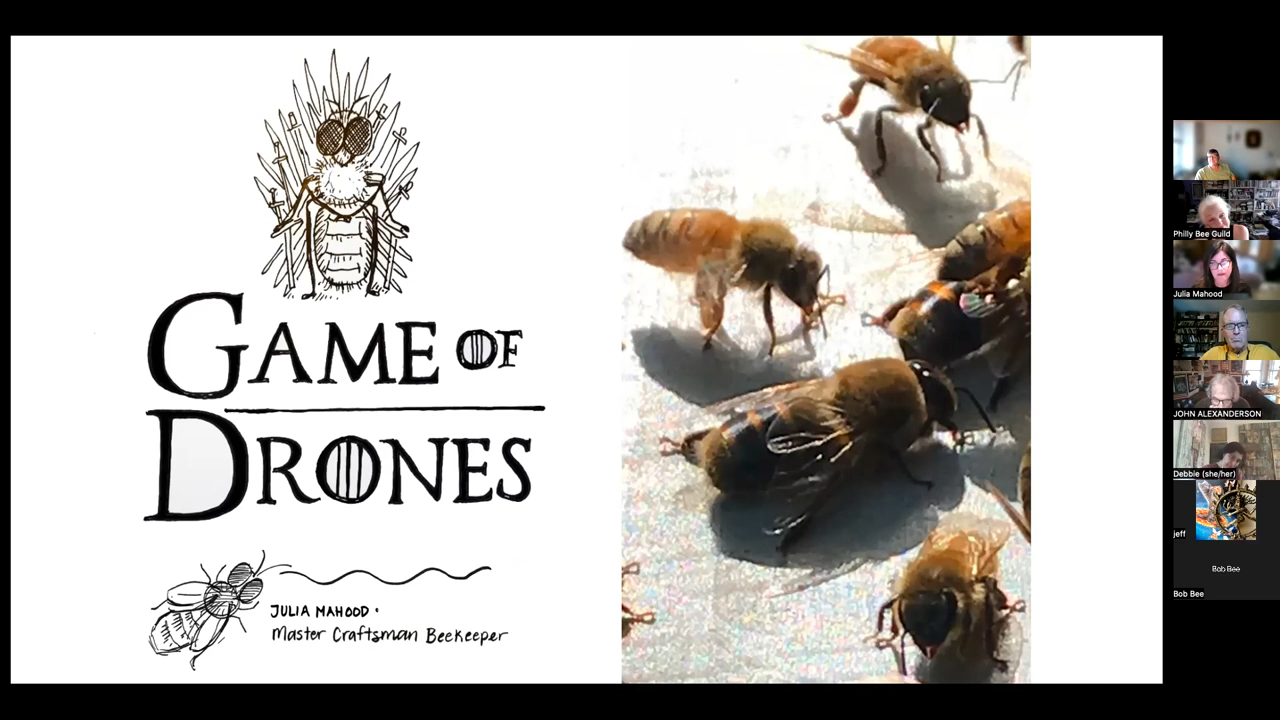 GAME OF
DRONES
JULIA MAHOOD •
Master Craftsman Beekeeper
Philly Bee Guild
Julia Mahood
JOHN ALEXANDERSON
Debbie (she/her)
jeff
Bob Bee
Bob Bee